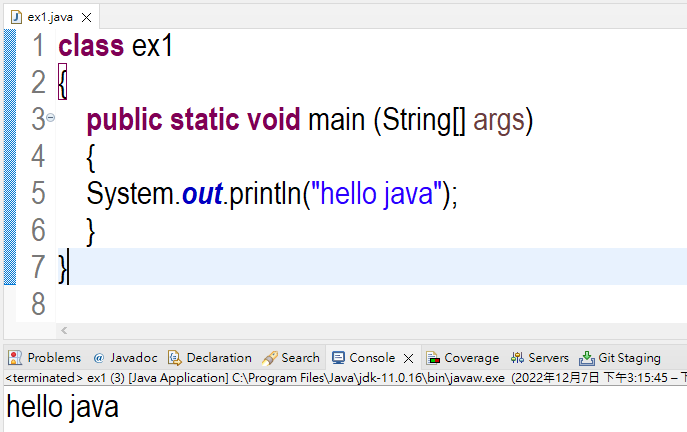 ex1.java
1 class ex1
2 {
3 public static void main (String[] args)
4 {
5 System.out.println("hello java");
6 }
7 }
8
Problems @ Javadoc Declaration Search Console Coverage Servers Git Staging
<terminated> ex1 (3) [Java Application] C:\Program Files\Java\jdk-11.0.16\bin\javaw.exe (2022年12月7日 下午3:15:45 –
hello java